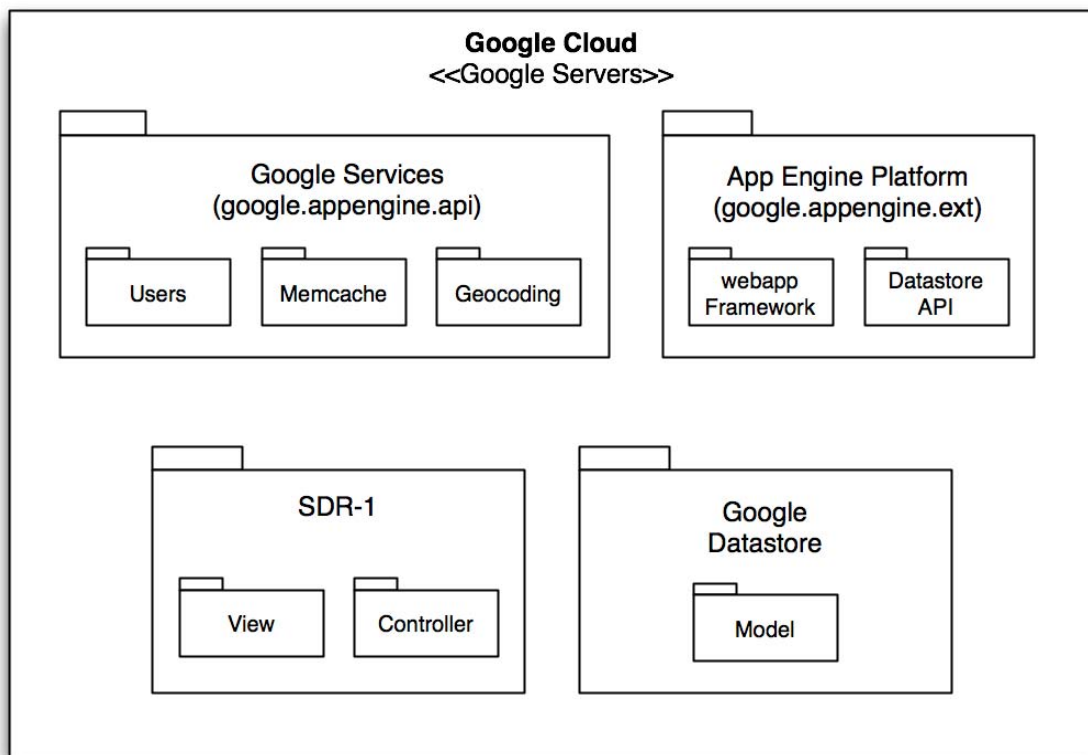 Google Cloud
<<Google Servers>>
Google Services
(google.appengine.api)
Users
Memcache
Geocoding
App Engine Platform
(google.appengine.ext)
webapp
Framework
Datastore
API
SDR-1
View
Controller
Google
Datastore
Model